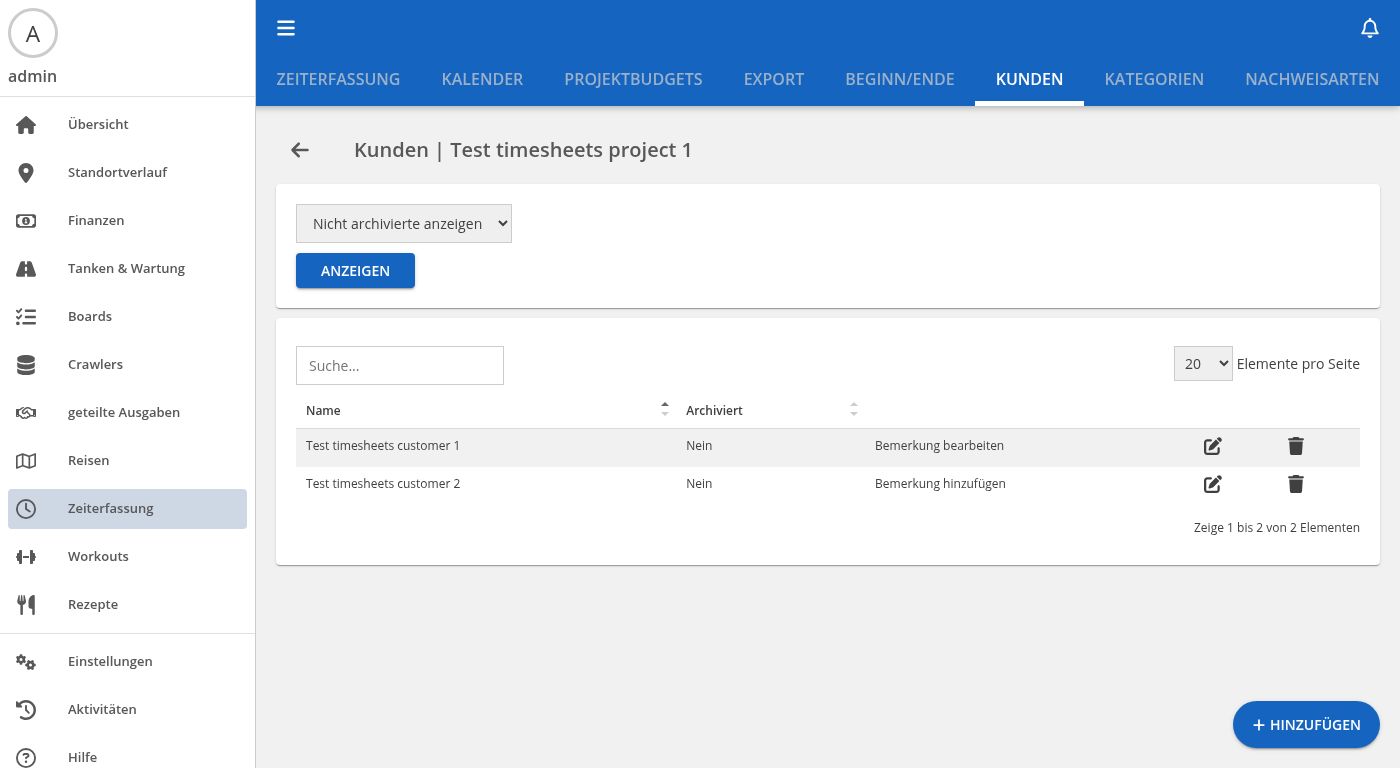 A
admin
Übersicht
Standortverlauf
Finanzen
Tanken & Wartung
Boards
Crawlers
geteilte Ausgaben
Reisen
Zeiterfassung
Workouts
Rezepte
Einstellungen
Aktivitäten
Hilfe
ZEITERFASSUNG KALENDER PROJEKTBUDGETS EXPORT BEGINN/ENDE KUNDEN KATEGORIEN NACHWEISARTEN
Kunden | Test timesheets project 1
Nicht archivierte anzeigen
ANZEIGEN
Suche... 20 Elemente pro Seite
Name Archiviert
Test timesheets customer 1 Nein Bemerkung bearbeiten
Test timesheets customer 2 Nein Bemerkung hinzufügen
Zeige 1 bis 2 von 2 Elementen
HINZUFÜGEN